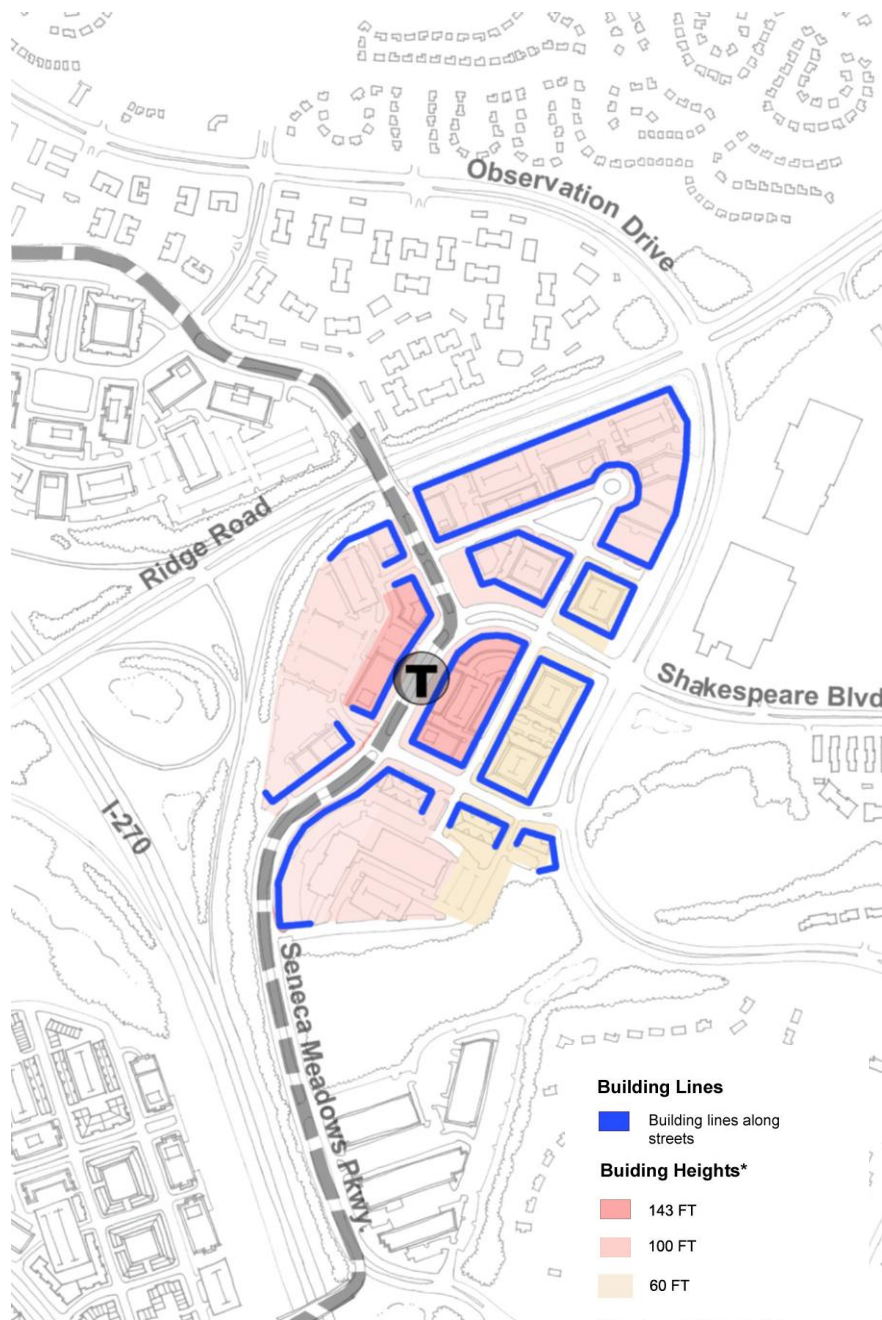 Observation Drive
Ridge Road
T
Shakespeare Blvd
I-270
Seneca Meadows Pkwy.
Building Lines
Building lines along
streets
Buiding Heights*
143 FT
100 FT
60 FT